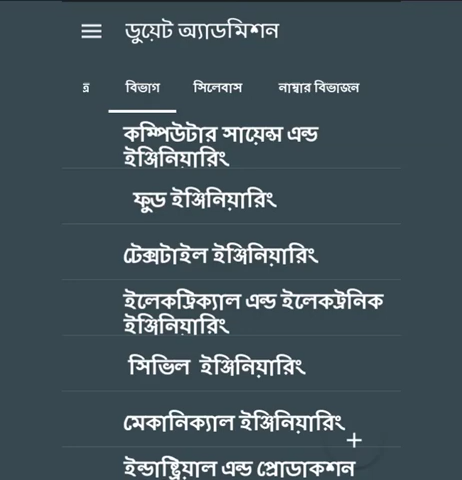 ডুয়েট অ্যাডমিশন
বিভাগ সিলেবাস নাম্বার বিভাজন
কম্পিউটার সায়েন্স এন্ড
ইঞ্জিনিয়ারিং
ফুড ইঞ্জিনিয়ারিং
টেক্সটাইল ইঞ্জিনিয়ারিং
ইলেকট্রিক্যাল এন্ড ইলেকট্রনিক
ইঞ্জিনিয়ারিং
সিভিল ইঞ্জিনিয়ারিং
মেকানিক্যাল ইঞ্জিনিয়ারিং
ইন্ডাষ্ট্রিয়াল এন্ড প্রোডাকশন